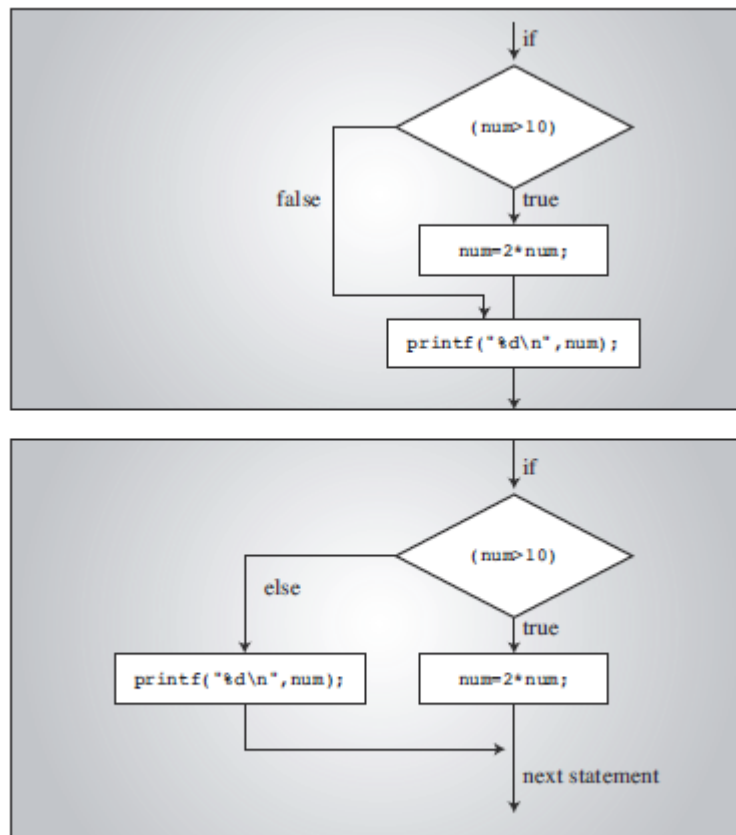 if
(num>10)
false
true
num=2*num;
printf("%d\n",num);
if
(num>10)
else
true
printf("%d\n",num);
num=2*num;
next statement